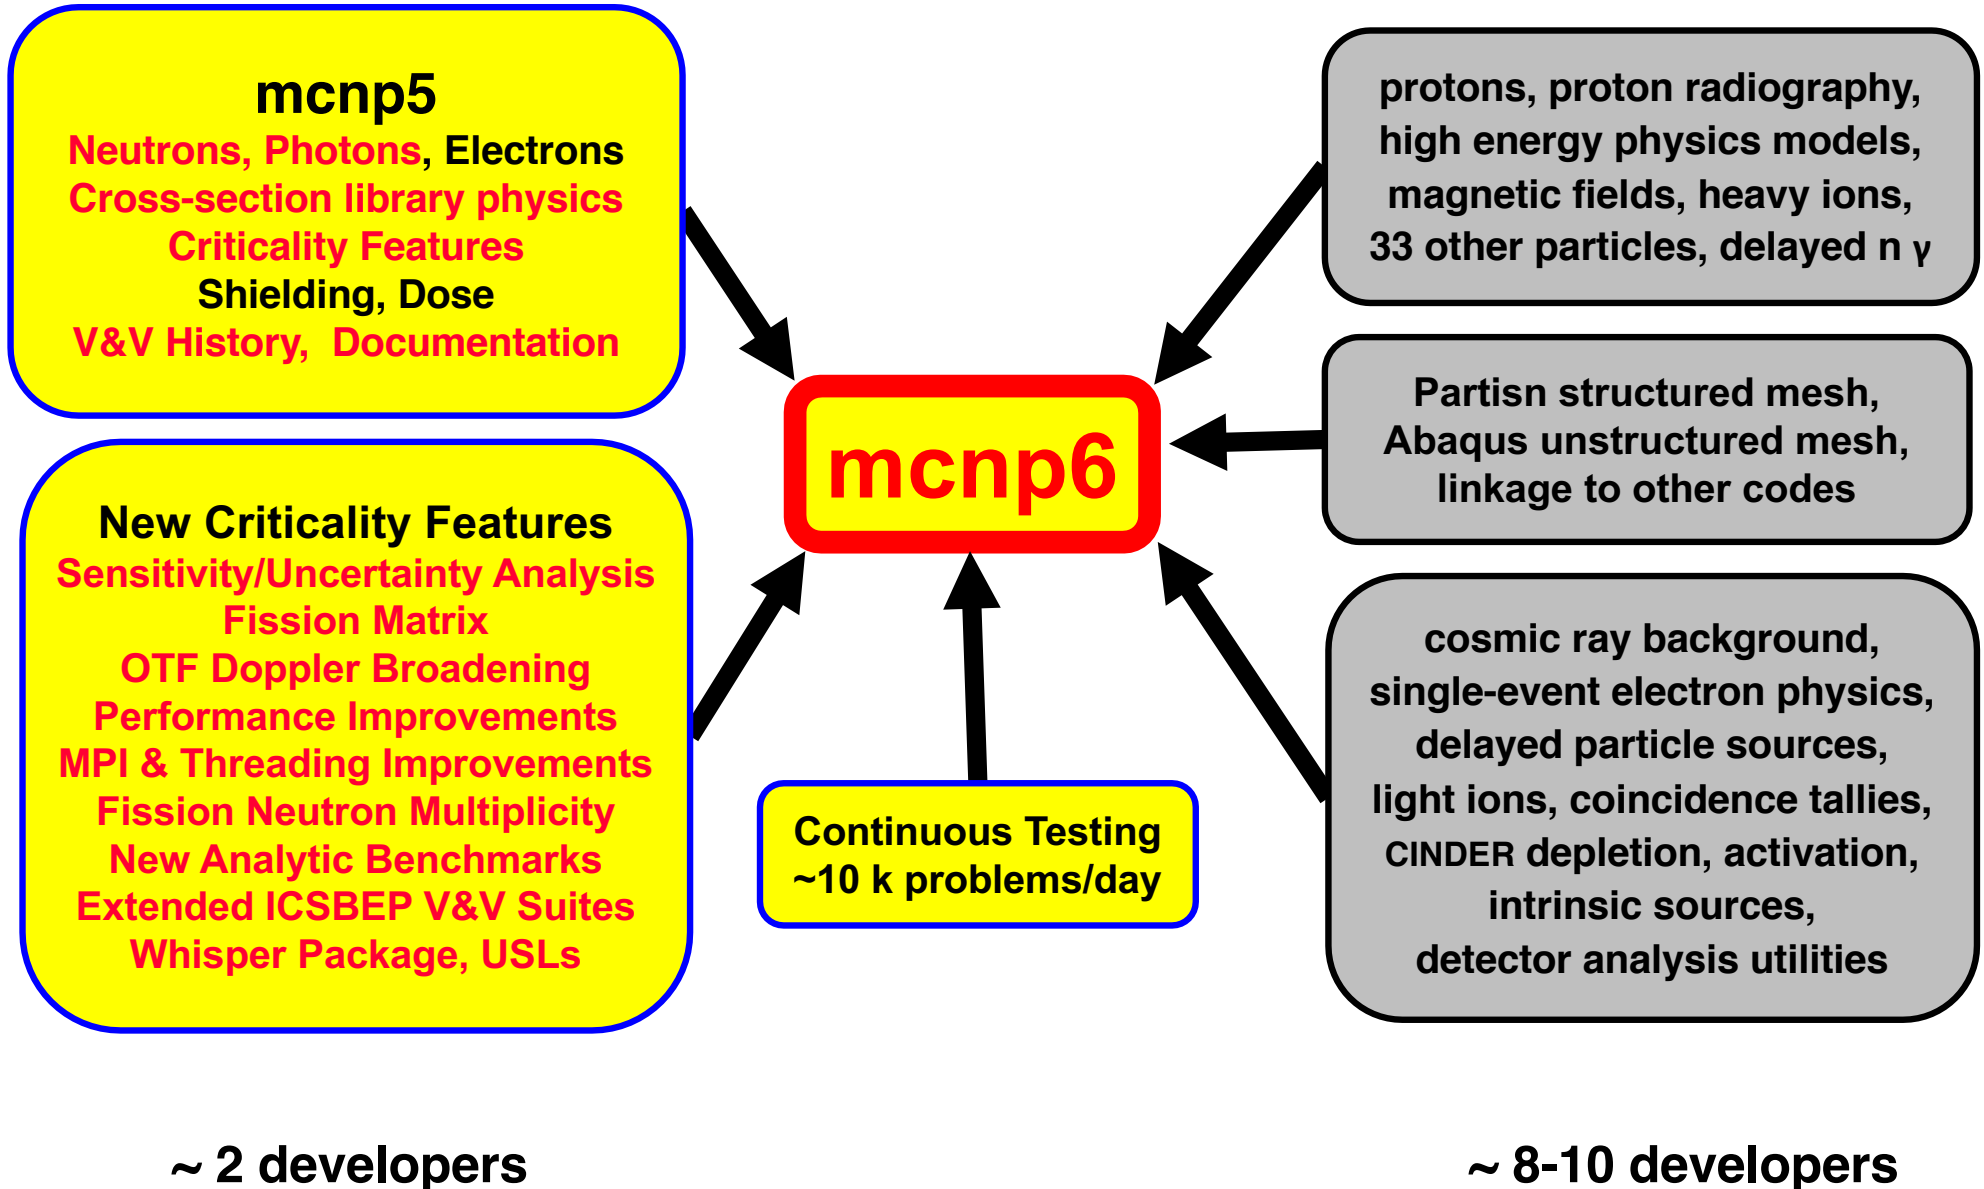 mcnp5
Neutrons, Photons, Electrons
Cross-section library physics
Criticality Features
Shielding, Dose
V&V History,  Documentation
New Criticality Features
Sensitivity/Uncertainty Analysis
Fission Matrix
OTF Doppler Broadening
Performance Improvements
MPI & Threading Improvements
Fission Neutron Multiplicity
New Analytic Benchmarks
Extended ICSBEP V&V Suites
Whisper Package, USLs
mcnp6
Continuous Testing
~10 k problems/day
protons, proton radiography,
high energy physics models,
magnetic fields, heavy ions,
33 other particles, delayed n γ
Partisn structured mesh,
Abaqus unstructured mesh,
linkage to other codes
cosmic ray background,
single-event electron physics,
delayed particle sources,
light ions, coincidence tallies,
CINDER depletion, activation,
intrinsic sources,
detector analysis utilities
~ 2 developers
~ 8-10 developers